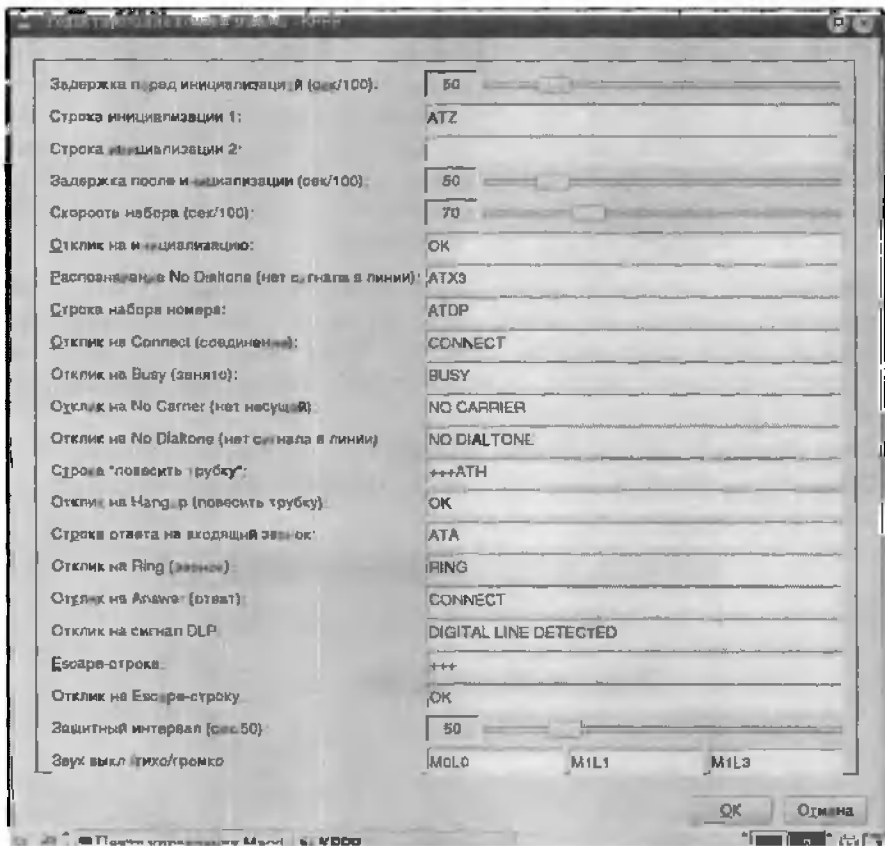 KPPP
Задержка перед инициализацией (сек/100): 50
Строка инициализации 1: ATZ
Строка инициализации 2:
Задержка после инициализации (сек/100): 50
Скорость набора (сек/100): 70
Отклик на инициализацию: OK
Распознавание No Dialtone (нет сигнала в линии): ATX3
Строка набора номера: ATDP
Отклик на Connect (соединение): CONNECT
Отклик на Busy (занято): BUSY
Отклик на No Carrier (нет несущей) NO CARRIER
Отклик на No Dialtone (нет сигнала в линии) NO DIALTONE
Строка "повесить трубку": +++ATH
Отклик на Hangup (повесить трубку) OK
Строка ответа на входящий звонок: ATA
Отклик на Ring (звонок) RING
Отклик на Answer (ответ): CONNECT
Отклик на сигнал DLP DIGITAL LINE DETECTED
Escape-строка: +++
Отклик на Escape-строку OK
Защитный интервал (сек 50) 50
Звук выкл/тихо/громко M0L0 M1L1 M1L3
OK Отмена
Центр управления Mand KPPP
2